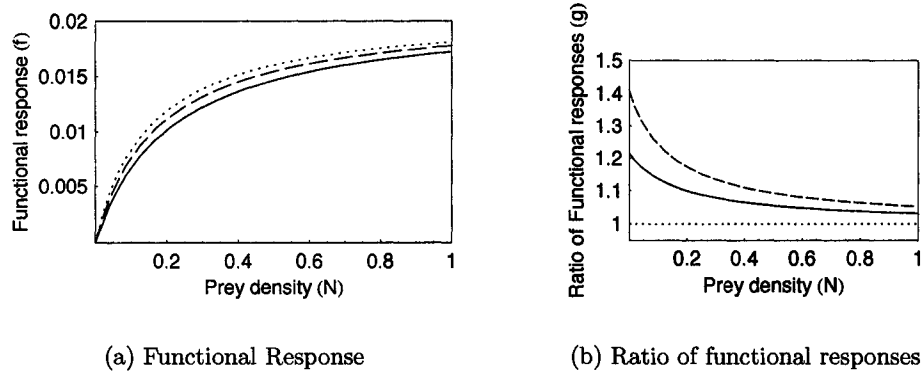 0.02
0.015
0.01
0.005
Functional response (f)
0.2 0.4 0.6 0.8 1
Prey density (N)
(a) Functional Response
1.5
1.4
1.3
1.2
1.1
1
Ratio of Functional responses (g)
0.2 0.4 0.6 0.8 1
Prey density (N)
(b) Ratio of functional responses